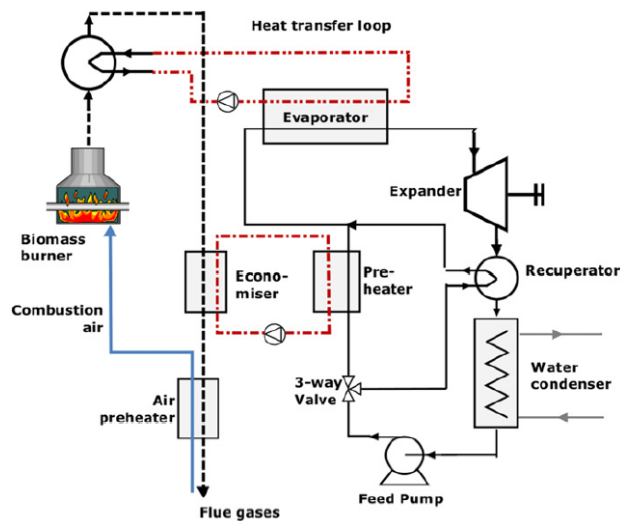 Heat transfer loop
Evaporator
Expander
Biomass
burner
Econo-
miser
Pre-
heater
Recuperator
Combustion
air
3-way
Valve
Water
condenser
Air
preheater
Feed Pump
Flue gases